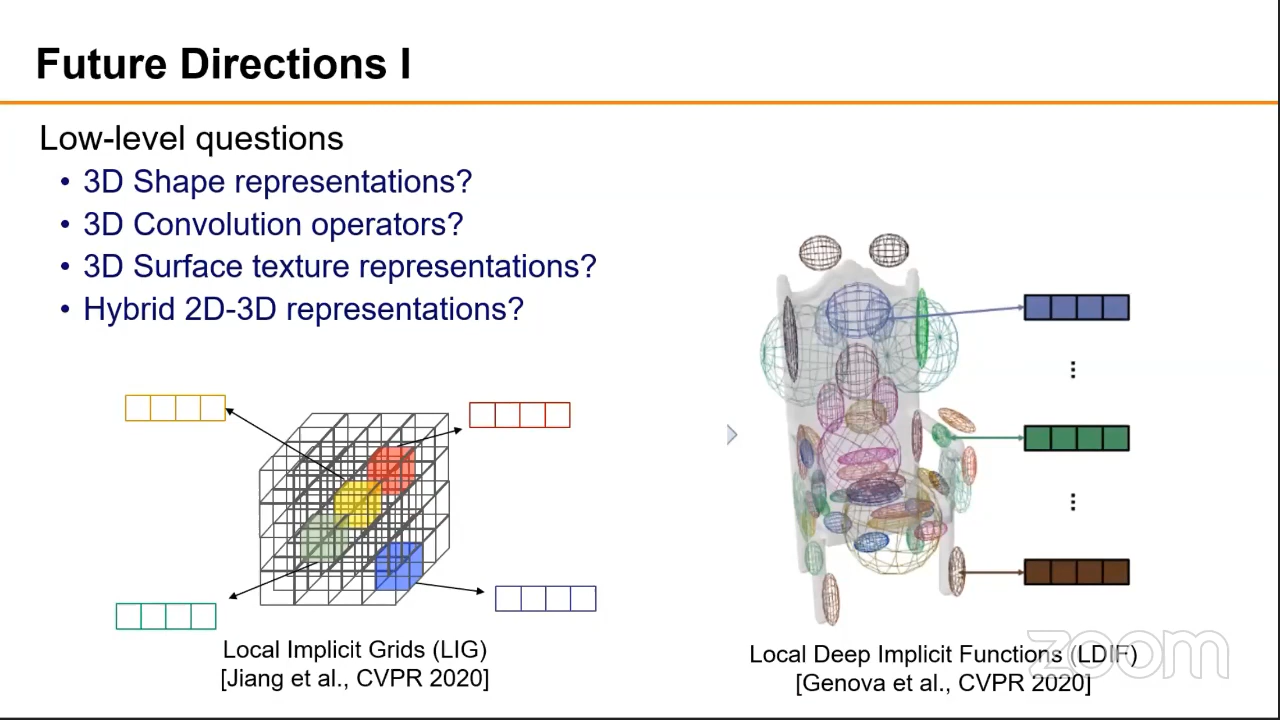 Future Directions I
Low-level questions
• 3D Shape representations?
• 3D Convolution operators?
• 3D Surface texture representations?
• Hybrid 2D-3D representations?
Local Implicit Grids (LIG)
[Jiang et al., CVPR 2020]
...
...
Local Deep Implicit Functions (LDIF)
[Genova et al., CVPR 2020]
zoom